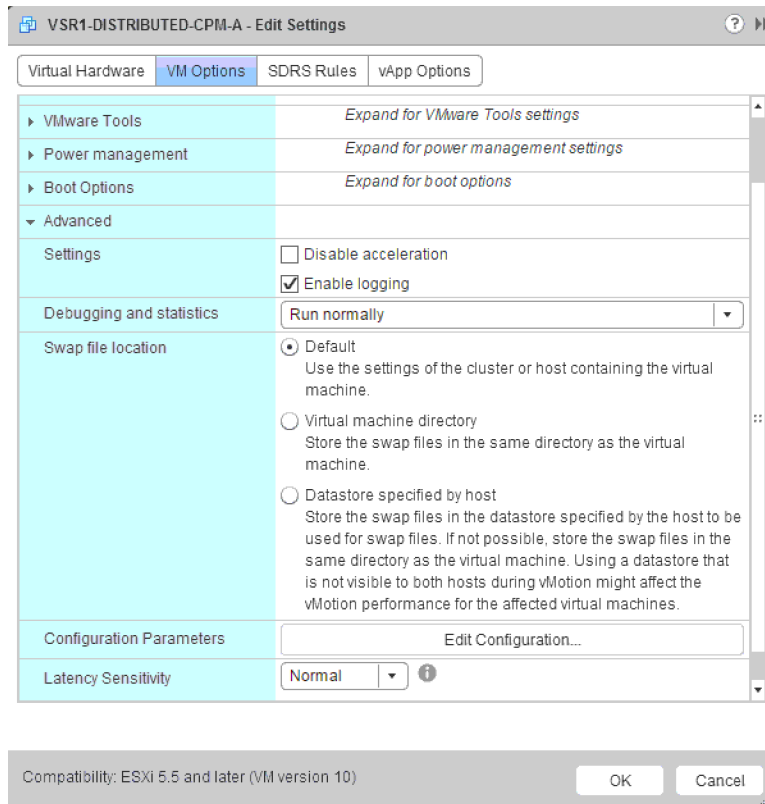 VSR1-DISTRIBUTED-CPM-A - Edit Settings
?
Virtual Hardware
VM Options
SDRS Rules
vApp Options
VMware Tools
Expand for VMware Tools settings
Power management
Expand for power management settings
Boot Options
Expand for boot options
Advanced
Settings
Disable acceleration
Enable logging
Debugging and statistics
Run normally
Swap file location
Default
Use the settings of the cluster or host containing the virtual
machine.
Virtual machine directory
Store the swap files in the same directory as the virtual
machine.
Datastore specified by host
Store the swap files in the datastore specified by the host to be
used for swap files. If not possible, store the swap files in the
same directory as the virtual machine. Using a datastore that
is not visible to both hosts during vMotion might affect the
vMotion performance for the affected virtual machines.
Configuration Parameters
Edit Configuration...
Latency Sensitivity
Normal
Compatibility: ESXi 5.5 and later (VM version 10)
OK
Cancel